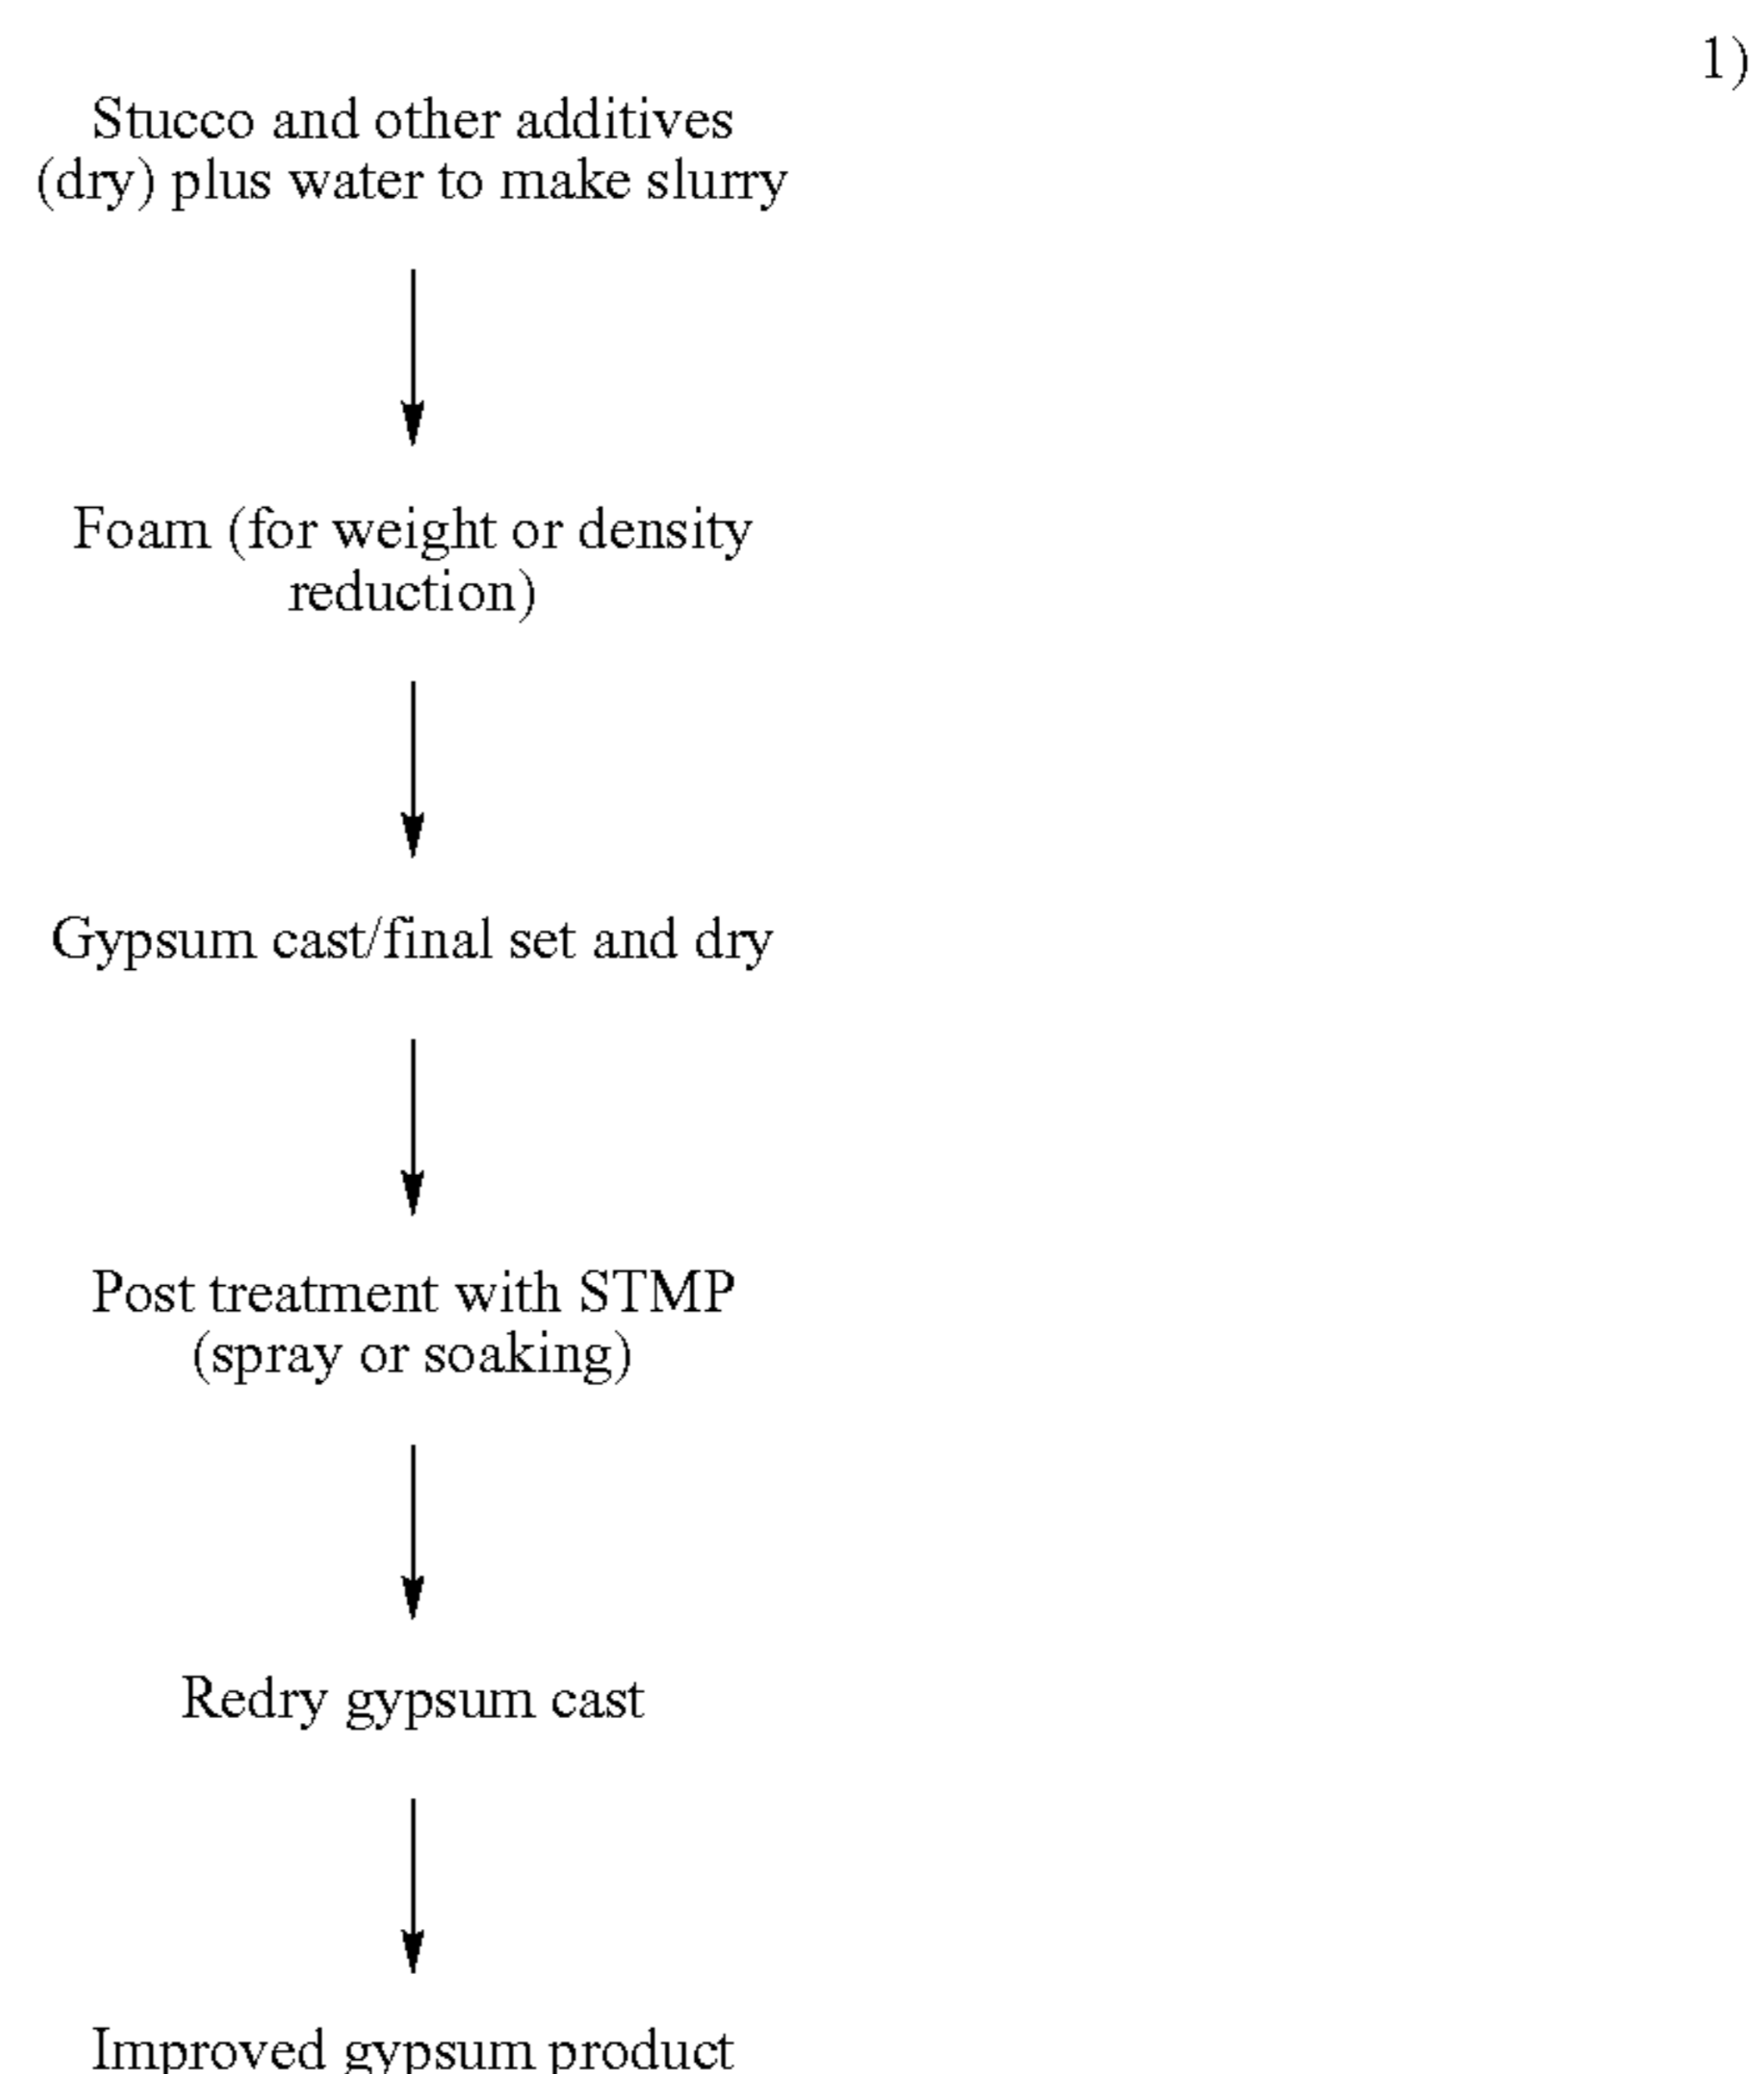 1)
Stucco and other additives
(dry) plus water to make slurry
Foam (for weight or density
reduction)
Gypsum cast/final set and dry
Post treatment with STMP
(spray or soaking)
Redry gypsum cast
Improved gypsum product